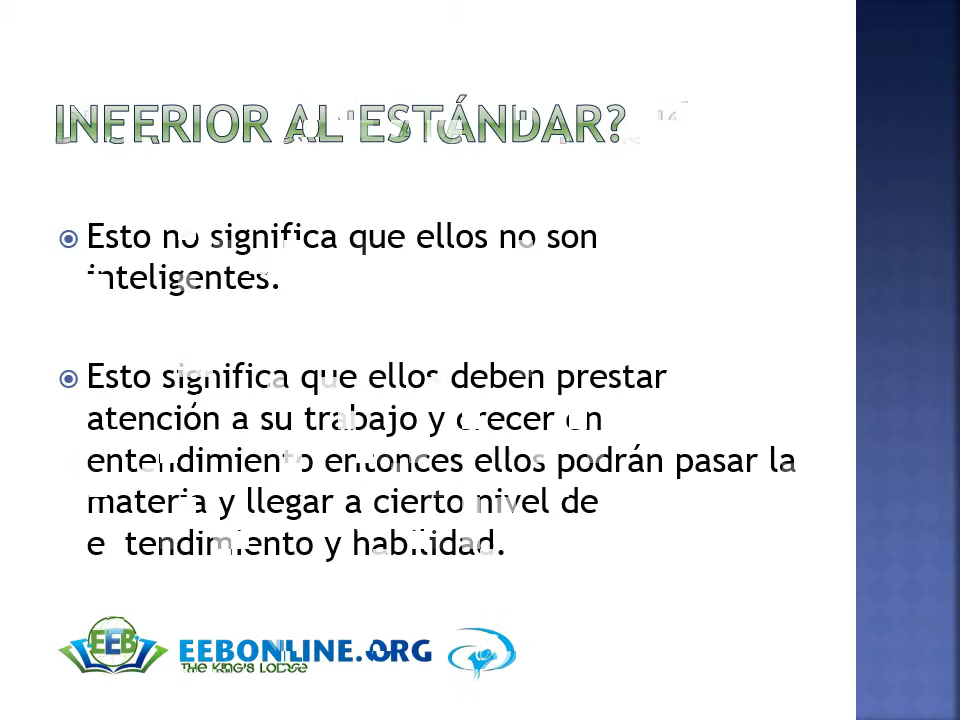 INFERIOR AL ESTÁNDAR?
Esto no significa que ellos no son
inteligentes.
Esto significa que ellos deben prestar
atención a su trabajo y crecer en
entendimiento entonces ellos podrán pasar la
materia y llegar a cierto nivel de
entendimiento y habilidad.
EEB
EEBONLINE.ORG
THE KING'S LODGE